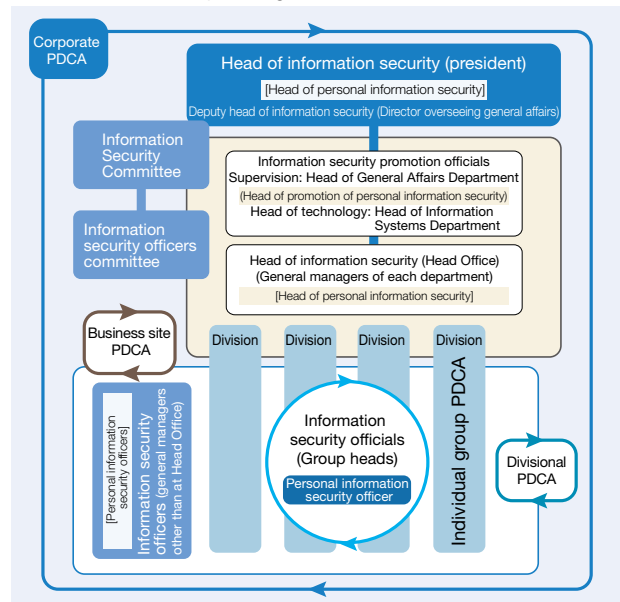 Corporate
PDCA
Head of information security (president)
[Head of personal information security]
Deputy head of information security (Director overseeing general affairs)
Information
Security
Committee
Information
security officers
committee
Information security promotion officials
Supervision: Head of General Affairs Department
(Head of promotion of personal information security)
Head of technology: Head of Information
Systems Department
Head of information security (Head Office)
(General managers of each department)
[Head of personal information security]
Business site
PDCA
Division
Division
Division
Division
[Personal information
security officers]
Information security
officers (general managers
other than at Head Office)
Information
security officials
(Group heads)
Personal information
security officer
Individual group PDCA
Divisional
PDCA